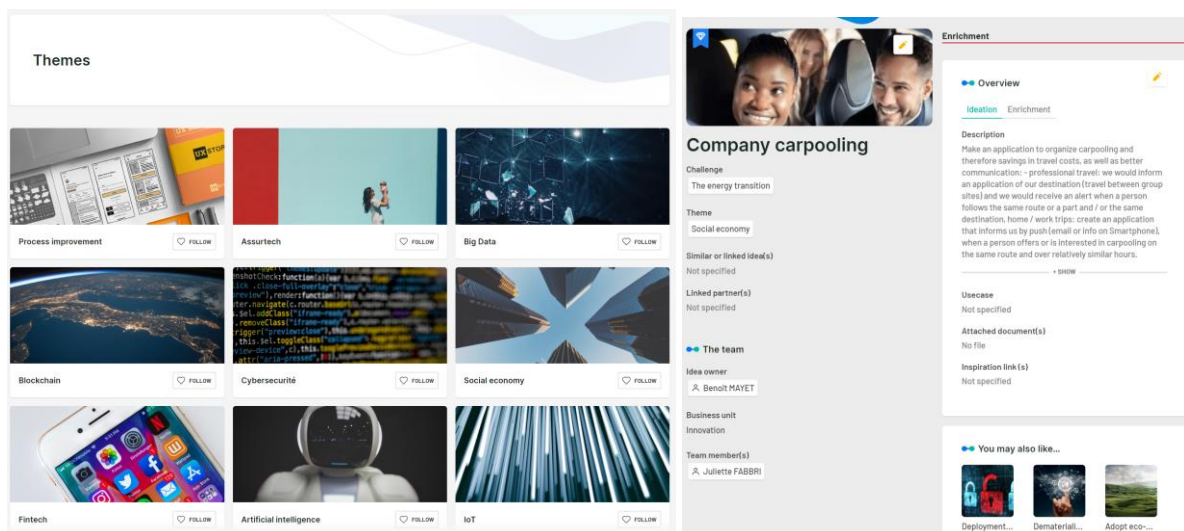 Themes
UX STOP
Process improvement
FOLLOW
Assurtech
FOLLOW
Big Data
FOLLOW
Blockchain
FOLLOW
Cybersecurité
FOLLOW
Social economy
FOLLOW
Fintech
FOLLOW
Artificial intelligence
FOLLOW
IoT
FOLLOW
Company carpooling
Challenge
The energy transition
Theme
Social economy
Similar or linked idea(s)
Not specified
Linked partner(s)
Not specified
The team
Idea owner
Benoît MAYET
Business unit
Innovation
Team member(s)
Juliette FABBRI
Enrichment
Overview
Ideation Enrichment
Description
Make an application to organize carpooling and
therefore savings in travel costs, as well as better
communication: - professional travel: we would inform
an application of our destination (travel between group
sites) and we would receive an alert when a person
follows the same route or a part and / or the same
destination, home / work trips: create an application
that informs us by push (email or info on Smartphone),
when a person offers or is interested in carpooling on
the same route and over relatively similar hours.
+ SHOW
Usecase
Not specified
Attached document(s)
No file
Inspiration link (s)
Not specified
You may also like...
Deployment...
Demateriali...
Adopt eco-...